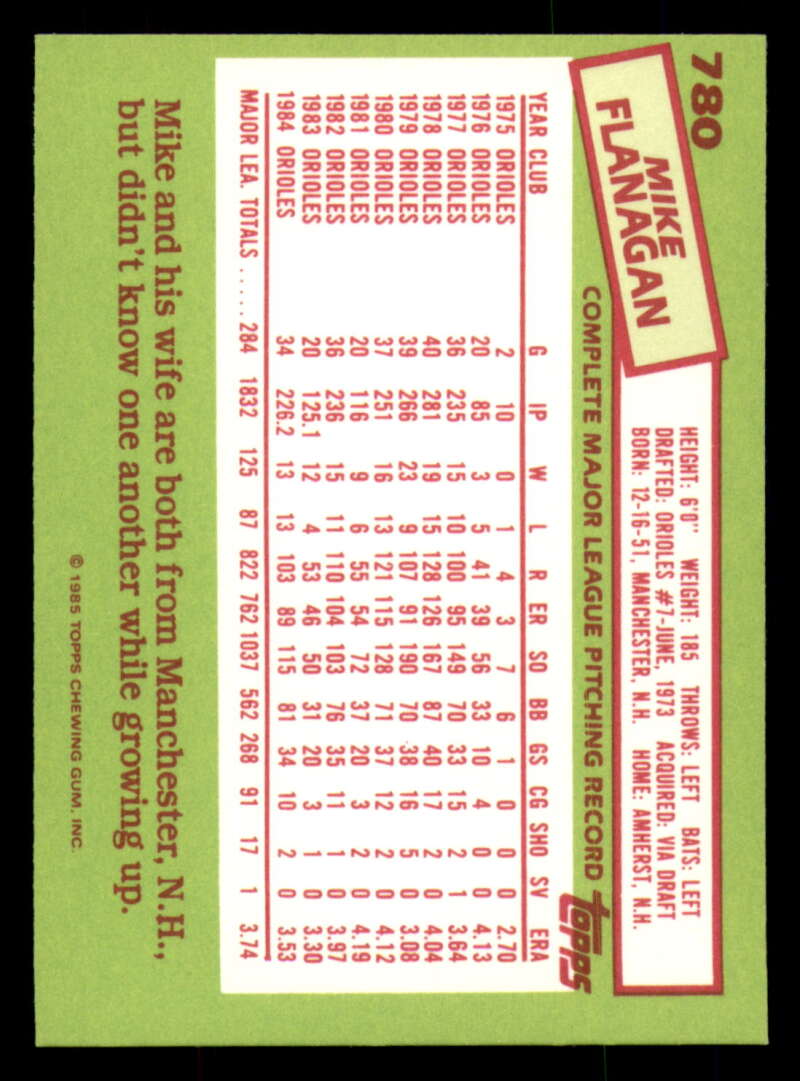 780
MIKE
FLANAGAN
HEIGHT: 6'0" WEIGHT: 185 THROWS: LEFT BATS: LEFT
DRAFTED: ORIOLES #7-JUNE, 1973 ACQUIRED: VIA DRAFT
BORN: 12-16-51, MANCHESTER, N.H. HOME: AMHERST, N.H.
COMPLETE MAJOR LEAGUE PITCHING RECORD topps
YEAR CLUB G IP W L R ER SO BB GS CG SHO SV ERA
1975 ORIOLES 2 10 0 1 4 3 7 6 1 0 0 0 2.70
1976 ORIOLES 20 85 3 5 41 39 56 33 10 4 0 0 4.13
1977 ORIOLES 36 235 15 10 100 95 149 70 33 15 2 1 3.64
1978 ORIOLES 40 281 19 15 128 126 167 87 40 17 2 0 4.04
1979 ORIOLES 39 266 23 9 107 91 190 70 38 16 5 0 3.08
1980 ORIOLES 37 251 16 13 121 115 128 71 37 12 2 0 4.12
1981 ORIOLES 20 116 9 6 55 54 72 37 20 3 2 0 4.19
1982 ORIOLES 36 236 15 11 110 104 103 76 35 11 1 0 3.97
1983 ORIOLES 20 125.1 12 4 53 46 50 31 20 3 1 0 3.30
1984 ORIOLES 34 226.2 13 13 103 89 115 81 34 10 2 0 3.53
MAJOR LEA. TOTALS ..... 284 1832 125 87 822 762 1037 562 268 91 17 1 3.74
Mike and his wife are both from Manchester, N.H.,
but didn't know one another while growing up.
© 1985 TOPPS CHEWING GUM, INC.